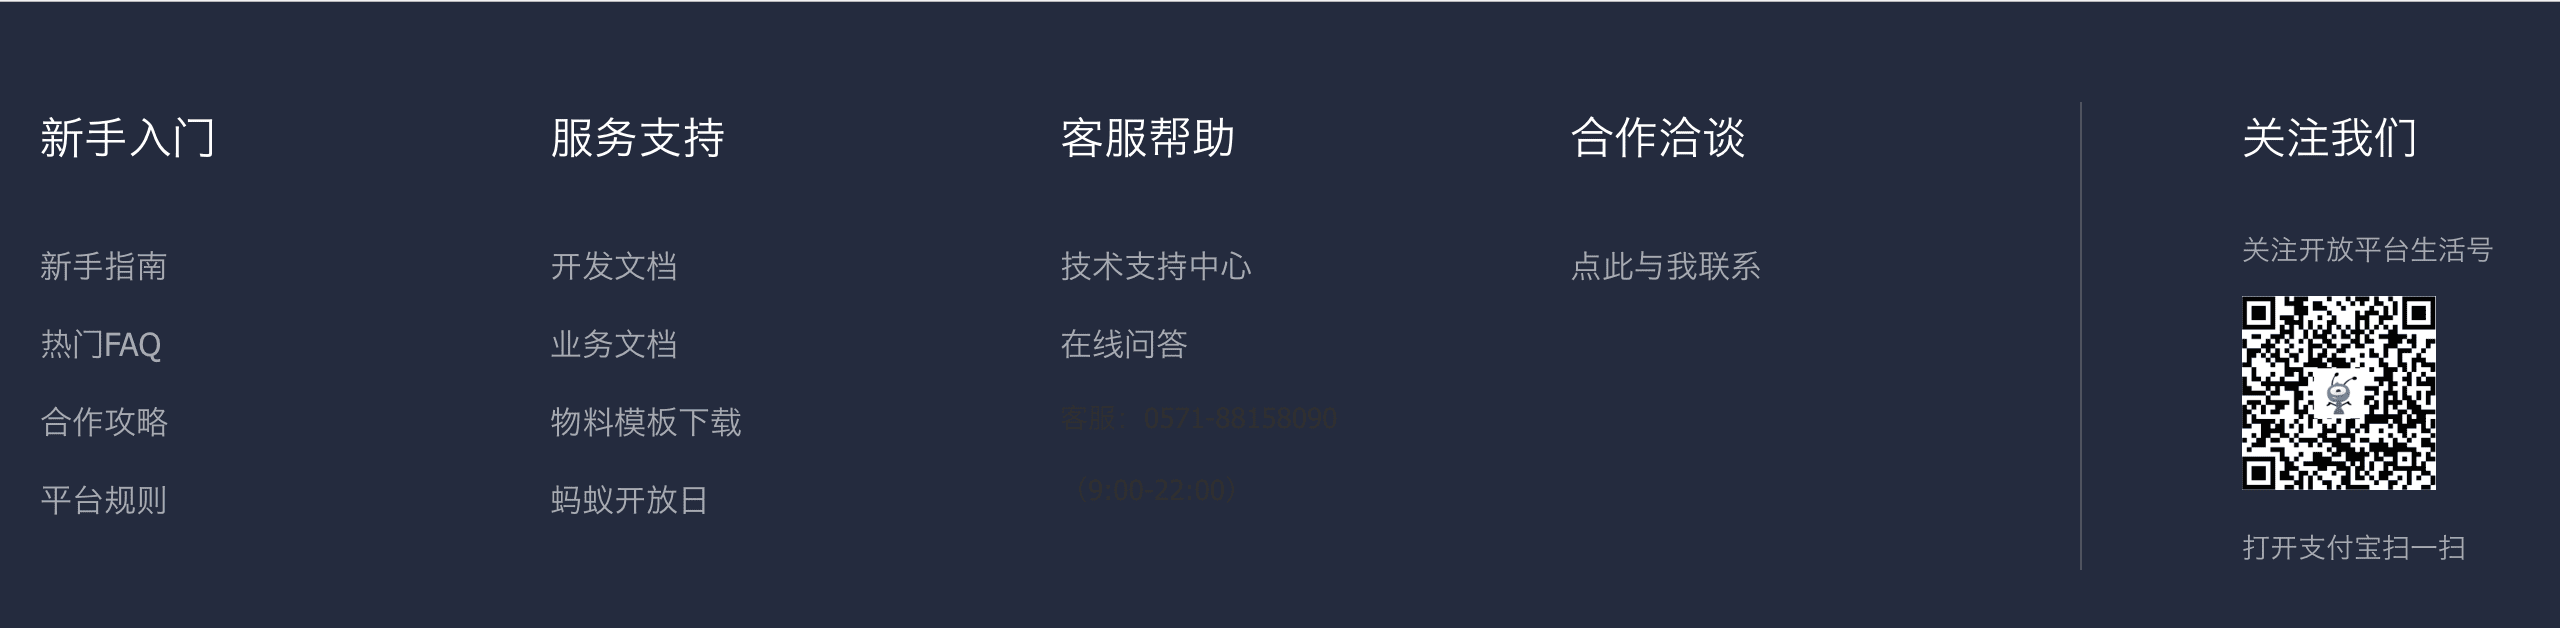 新手入门
新手指南
热门FAQ
合作攻略
平台规则
服务支持
开发文档
业务文档
物料模板下载
蚂蚁开放日
客服帮助
技术支持中心
在线问答
客服：0571-88158090
（9:00-22:00）
合作洽谈
点此与我联系
关注我们
关注开放平台生活号
打开支付宝扫一扫